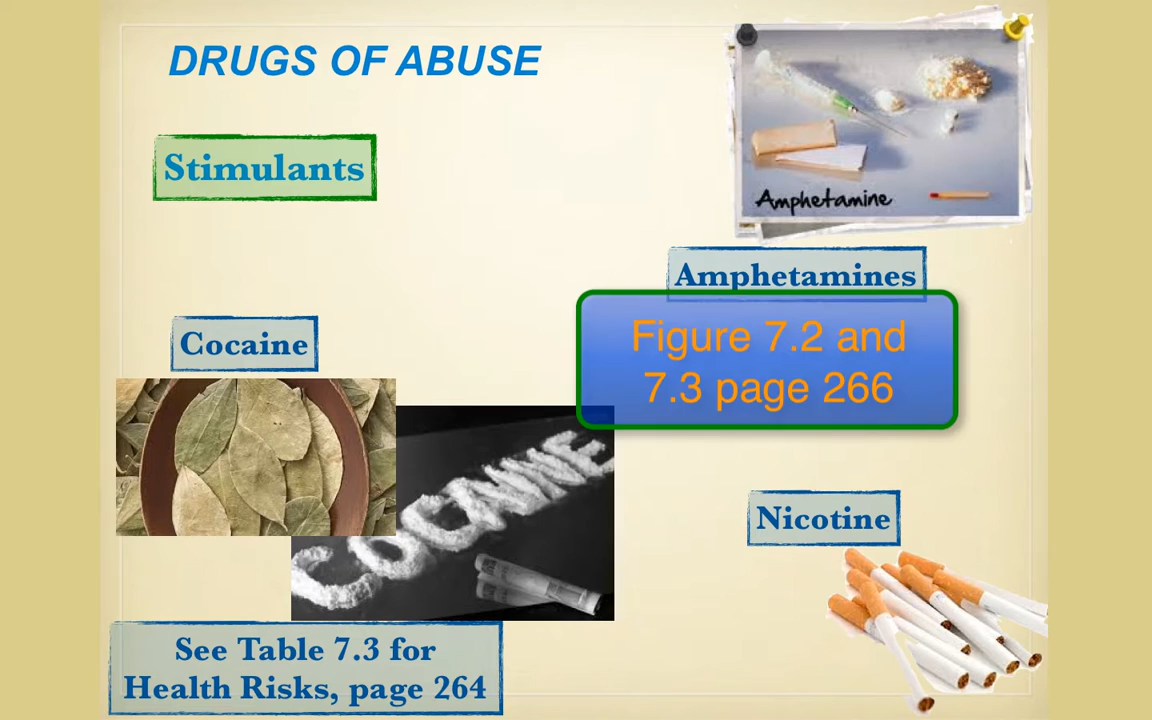 DRUGS OF ABUSE
Stimulants
Amphetamine
Amphetamines
Figure 7.2 and
7.3 page 266
Cocaine
COCAINE
Nicotine
See Table 7.3 for
Health Risks, page 264